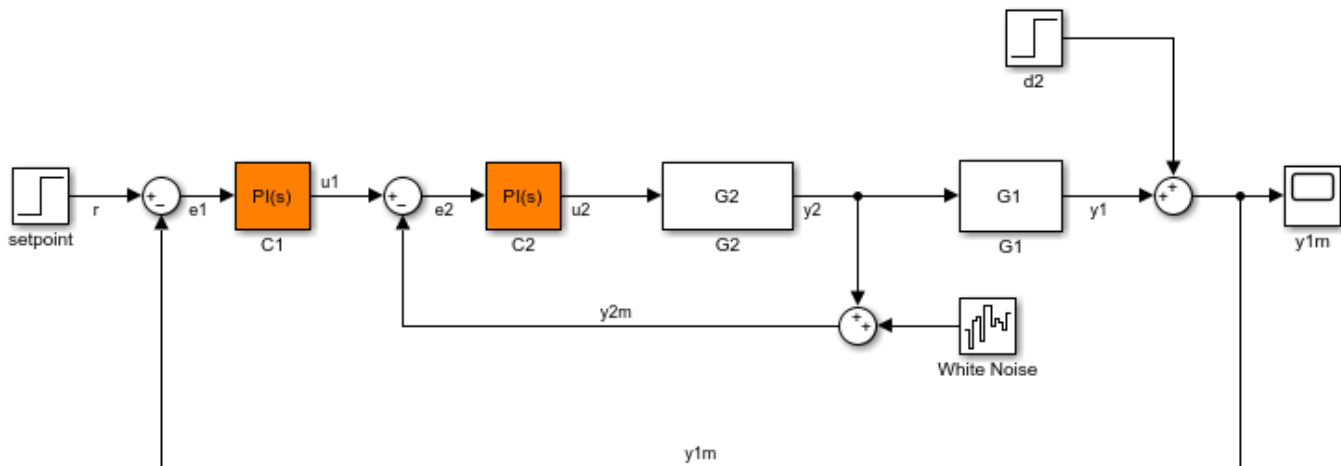 d2
PI(s)
u1
PI(s)
G2
G1
r
e1
e2
u2
y2
y1
setpoint
C1
C2
G2
G1
y1m
y2m
White Noise
y1m